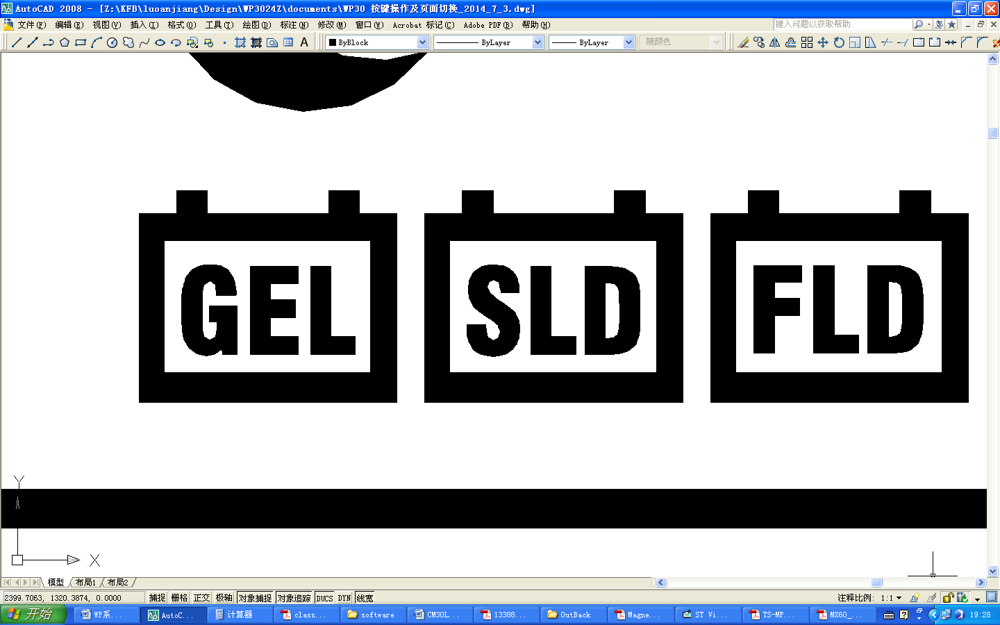 AutoCAD 2008 - [Z:\KFB\luoanjiang\Design\WP3024Z\documents\WP30 按键操作及页面切换_2014_7_3.dwg]
文件(F) 编辑(E) 视图(V) 插入(I) 格式(O) 工具(T) 绘图(D) 标注(N) 修改(M) 窗口(W) Acrobat 标记(C) Adobe PDF(B) 帮助(H) 键入问题以获取帮助
A ByBlock ByLayer ByLayer 随颜色
GEL SLD FLD
Y
X
模型 布局1 布局2
2399.7063, 1320.3874, 0.0000 捕捉 栅格 正交 极轴 对象捕捉 对象追踪 DUCS DYN 线宽 注释比例: 1:1
开始 WP系... AutoC... 计算器 class... software CM30L... 13388... OutBack Magne... ST Vi... TS-MP... MX60_... 19:28